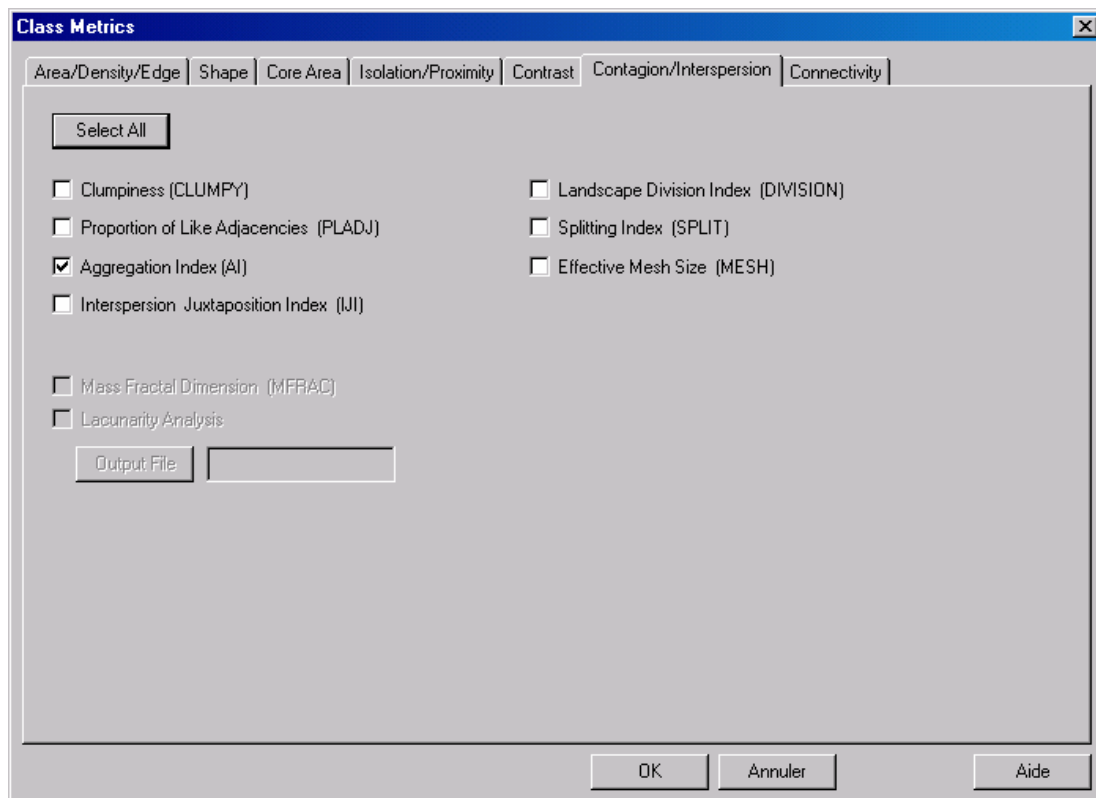 Class Metrics
Area/Density/Edge Shape Core Area Isolation/Proximity Contrast Contagion/Interspersion Connectivity
Select All
Clumpiness (CLUMPY)
Landscape Division Index (DIVISION)
Proportion of Like Adjacencies (PLADJ)
Splitting Index (SPLIT)
Aggregation Index (AI)
Effective Mesh Size (MESH)
Interspersion Juxtaposition Index (IJI)
Mass Fractal Dimension (MFRAC)
Lacunarity Analysis
Output File
OK Annuler Aide